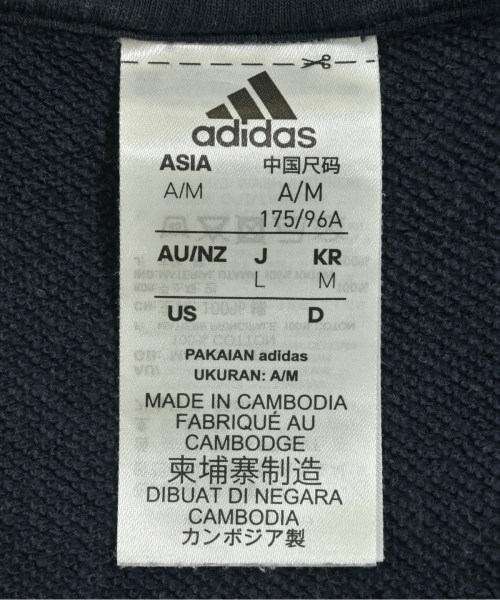 adidas
ASIA 中国尺码
A/M A/M
175/96A
AU/NZ J KR
L M
US D
PAKAIAN adidas
UKURAN: A/M
MADE IN CAMBODIA
FABRIQUÉ AU
CAMBODGE
柬埔寨制造
DIBUAT DI NEGARA
CAMBODIA
カンボジア製